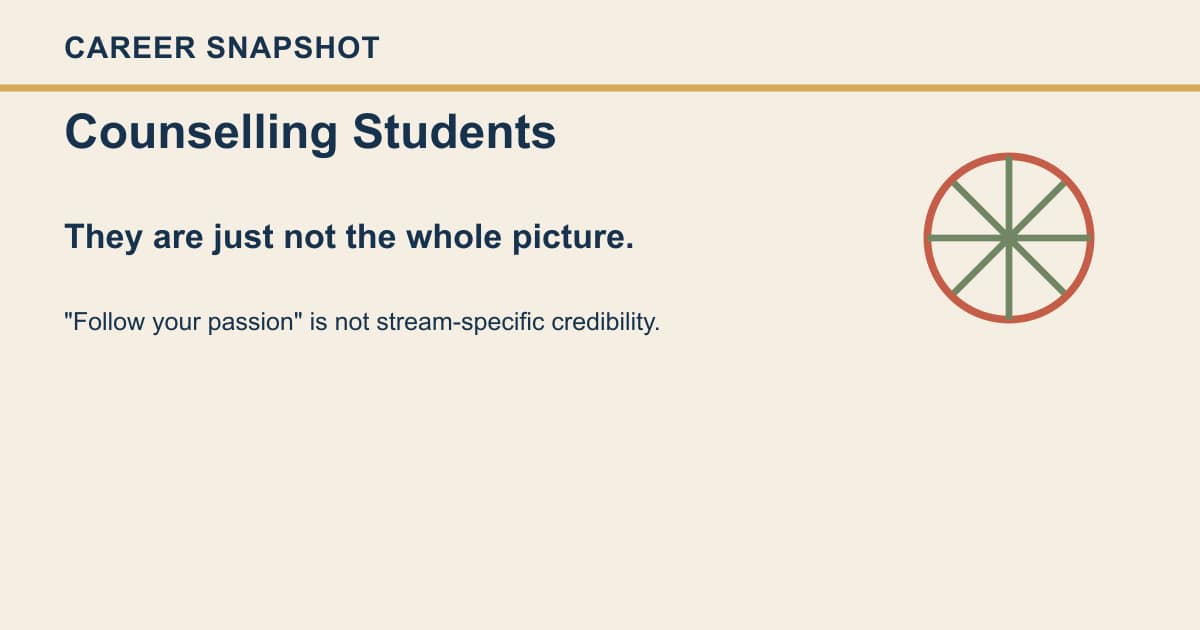 CAREER SNAPSHOT
Counselling Students
They are just not the whole picture.
"Follow your passion" is not stream-specific credibility.